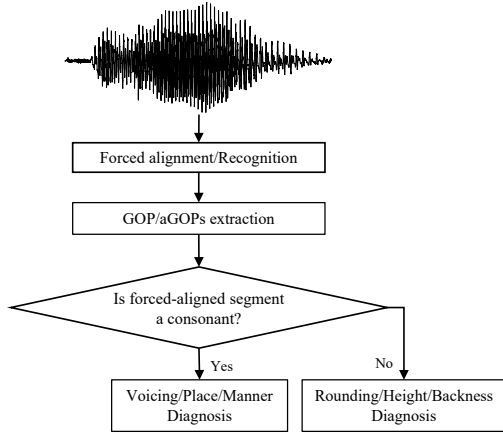 Forced alignment/Recognition
GOP/aGOPs extraction
Is forced-aligned segment
a consonant?
Yes
No
Voicing/Place/Manner
Diagnosis
Rounding/Height/Backness
Diagnosis